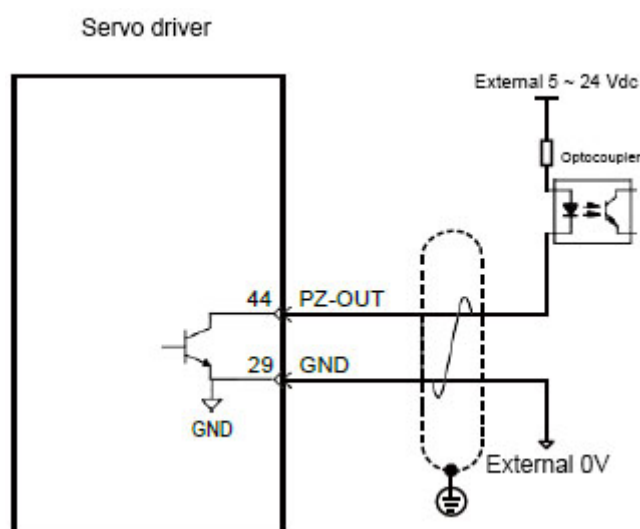 Servo driver
External 5 ~ 24 Vdc
Optocoupler
44 PZ-OUT
29 GND
GND
External 0V